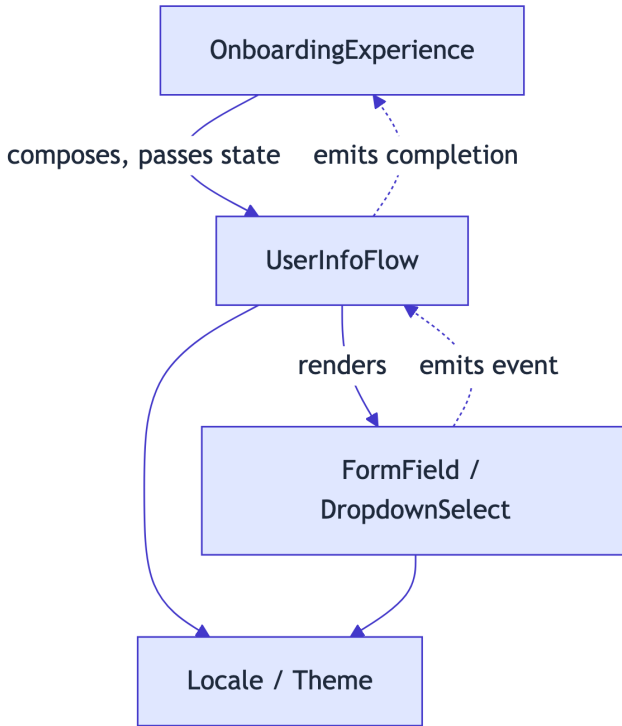 OnboardingExperience
composes, passes state
emits completion
UserInfoFlow
renders
emits event
FormField /
DropdownSelect
Locale / Theme